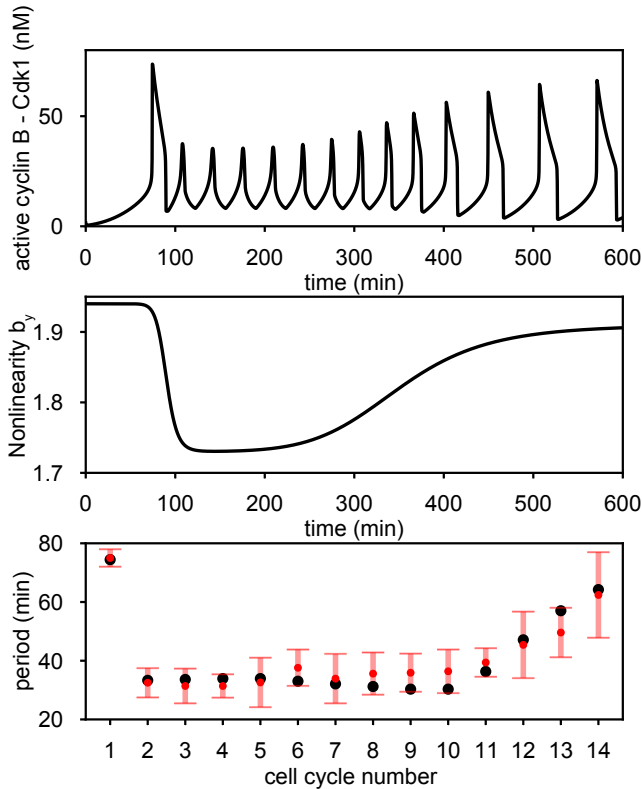 active cyclin B - Cdk1 (nM)
50
0
0 100 200 300 400 500 600
time (min)
Nonlinearity b_y
1.9
1.8
1.7
0 100 200 300 400 500 600
time (min)
period (min)
80
60
40
20
1 2 3 4 5 6 7 8 9 10 11 12 13 14
cell cycle number